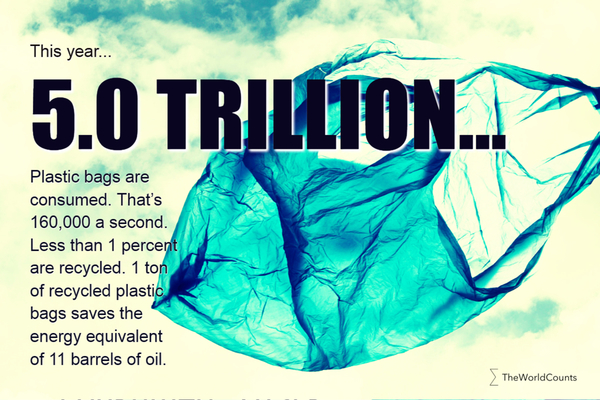 This year...
5.0 TRILLION...
Plastic bags are
consumed. That's
160,000 a second.
Less than 1 percent
are recycled. 1 ton
of recycled plastic
bags saves the
energy equivalent
of 11 barrels of oil.
TheWorldCounts